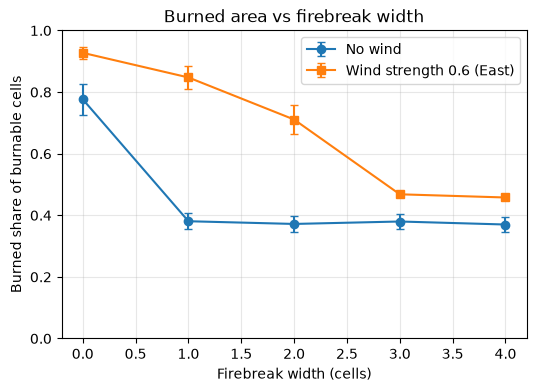 Burned area vs firebreak width
No wind
Wind strength 0.6 (East)
1.0
0.8
0.6
0.4
0.2
0.0
Burned share of burnable cells
0.0 0.5 1.0 1.5 2.0 2.5 3.0 3.5 4.0
Firebreak width (cells)